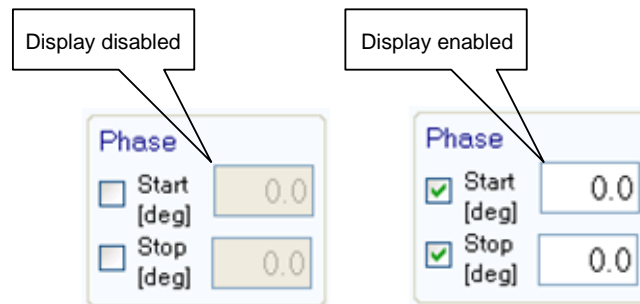 Display disabled
Display enabled
Phase
Start
[deg]
0.0
Stop
[deg]
0.0
Phase
Start
[deg]
0.0
Stop
[deg]
0.0